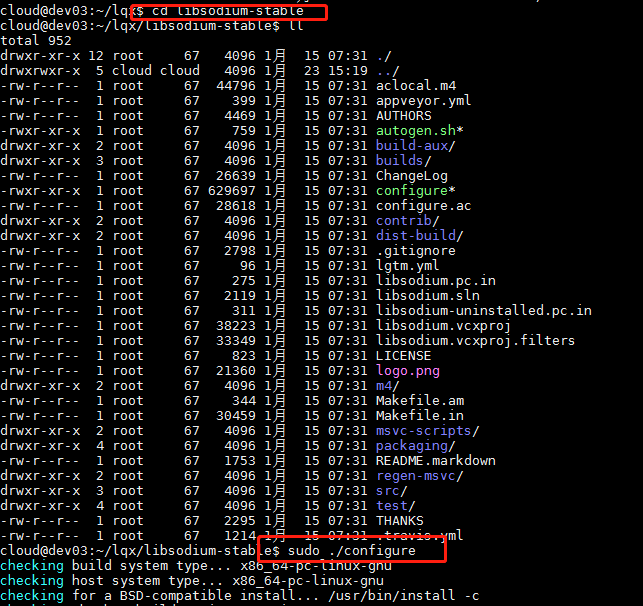 cloud@dev03:~/lqx$ cd libsodium-stable
cloud@dev03:~/lqx/libsodium-stable$ ll
total 952
drwxr-xr-x 12 root     67   4096 1月  15 07:31 ./
drwxrwxr-x  5 cloud cloud   4096 1月  23 15:19 ../
-rw-r--r--  1 root     67  44796 1月  15 07:31 aclocal.m4
-rw-r--r--  1 root     67    399 1月  15 07:31 appveyor.yml
-rw-r--r--  1 root     67   4469 1月  15 07:31 AUTHORS
-rwxr-xr-x  1 root     67    759 1月  15 07:31 autogen.sh*
drwxr-xr-x  2 root     67   4096 1月  15 07:31 build-aux/
drwxr-xr-x  3 root     67   4096 1月  15 07:31 builds/
-rw-r--r--  1 root     67  26639 1月  15 07:31 ChangeLog
-rwxr-xr-x  1 root     67 629697 1月  15 07:31 configure*
-rw-r--r--  1 root     67  28618 1月  15 07:31 configure.ac
drwxr-xr-x  2 root     67   4096 1月  15 07:31 contrib/
drwxr-xr-x  2 root     67   4096 1月  15 07:31 dist-build/
-rw-r--r--  1 root     67   2798 1月  15 07:31 .gitignore
-rw-r--r--  1 root     67     96 1月  15 07:31 lgtm.yml
-rw-r--r--  1 root     67    275 1月  15 07:31 libsodium.pc.in
-rw-r--r--  1 root     67   2119 1月  15 07:31 libsodium.sln
-rw-r--r--  1 root     67    311 1月  15 07:31 libsodium-uninstalled.pc.in
-rw-r--r--  1 root     67  38223 1月  15 07:31 libsodium.vcxproj
-rw-r--r--  1 root     67  33349 1月  15 07:31 libsodium.vcxproj.filters
-rw-r--r--  1 root     67    823 1月  15 07:31 LICENSE
-rw-r--r--  1 root     67  21360 1月  15 07:31 logo.png
drwxr-xr-x  2 root     67   4096 1月  15 07:31 m4/
-rw-r--r--  1 root     67    344 1月  15 07:31 Makefile.am
-rw-r--r--  1 root     67  30459 1月  15 07:31 Makefile.in
drwxr-xr-x  2 root     67   4096 1月  15 07:31 msvc-scripts/
drwxr-xr-x  4 root     67   4096 1月  15 07:31 packaging/
-rw-r--r--  1 root     67   1753 1月  15 07:31 README.markdown
drwxr-xr-x  2 root     67   4096 1月  15 07:31 regen-msvc/
drwxr-xr-x  3 root     67   4096 1月  15 07:31 src/
drwxr-xr-x  4 root     67   4096 1月  15 07:31 test/
-rw-r--r--  1 root     67   2295 1月  15 07:31 THANKS
-rw-r--r--  1 root     67   1214 1月  15 07:31 .travis.yml
cloud@dev03:~/lqx/libsodium-stable$ sudo ./configure
checking build system type... x86_64-pc-linux-gnu
checking host system type... x86_64-pc-linux-gnu
checking for a BSD-compatible install... /usr/bin/install -c